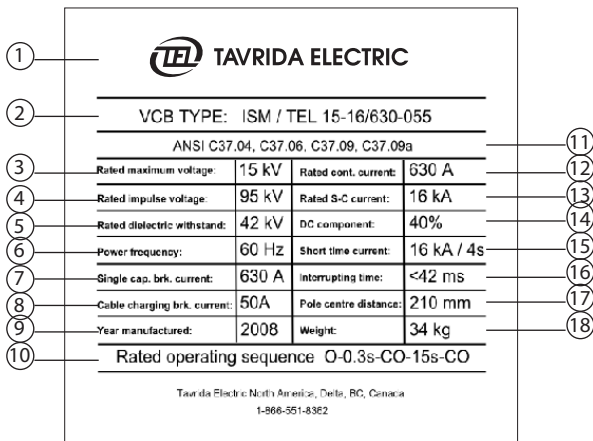 1 TEL TAVRIDA ELECTRIC
2 VCB TYPE: ISM / TEL 15-16/630-055
ANSI C37.04, C37.06, C37.09, C37.09a 11
3 Rated maximum voltage: 15 kV Rated cont. current: 630 A 12
4 Rated impulse voltage: 95 kV Rated S-C current: 16 kA 13
5 Rated dielectric withstand: 42 kV DC component: 40% 14
6 Power frequency: 60 Hz Short time current: 16 kA / 4s 15
7 Single cap. brk. current: 630 A Interrupting time: <42 ms 16
8 Cable charging brk. current: 50A Pole centre distance: 210 mm 17
9 Year manufactured: 2008 Weight: 34 kg 18
10 Rated operating sequence O-0.3s-CO-15s-CO
Tavrida Electric North America, Delta, BC, Canada
1-866-551-8362